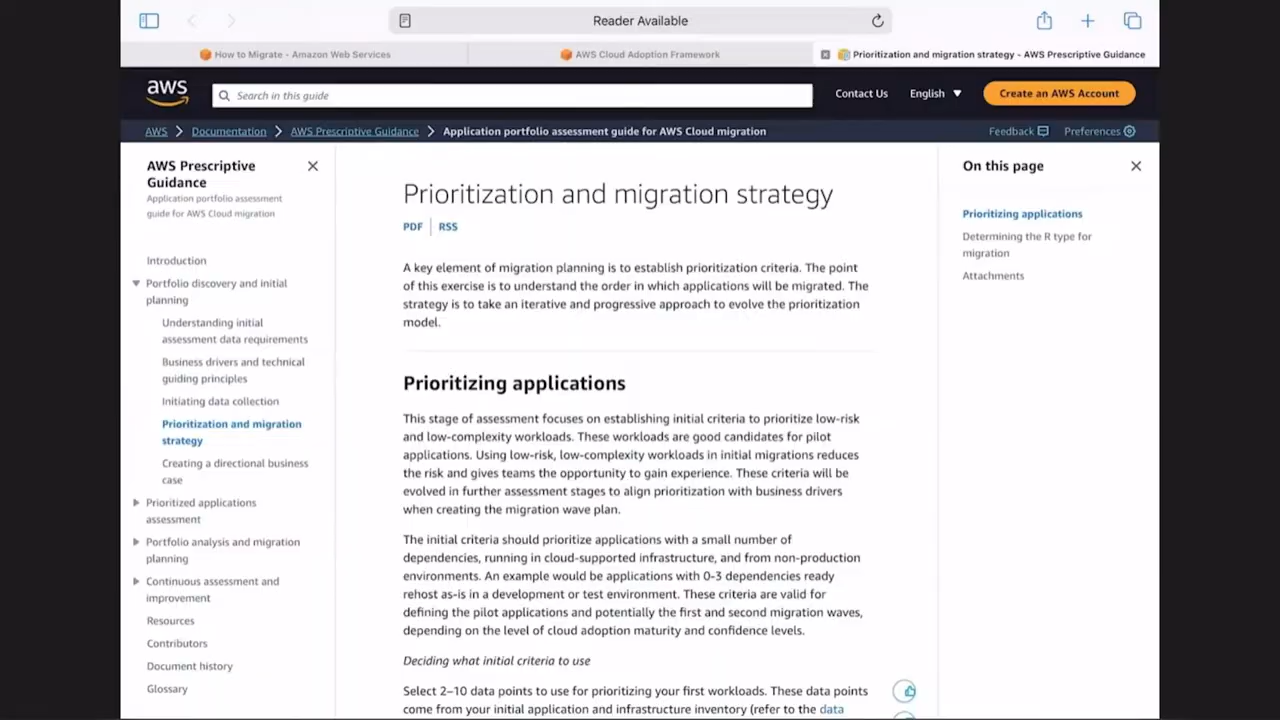 Reader Available
How to Migrate - Amazon Web Services
AWS Cloud Adoption Framework
Prioritization and migration strategy - AWS Prescriptive Guidance
aws
Search in this guide
Contact Us
English
Create an AWS Account
AWS
Documentation
AWS Prescriptive Guidance
Application portfolio assessment guide for AWS Cloud migration
Feedback
Preferences
AWS Prescriptive
Guidance
Application portfolio assessment
guide for AWS Cloud migration
Introduction
Portfolio discovery and initial
planning
Understanding initial
assessment data requirements
Business drivers and technical
guiding principles
Initiating data collection
Prioritization and migration
strategy
Creating a directional business
case
Prioritized applications
assessment
Portfolio analysis and migration
planning
Continuous assessment and
improvement
Resources
Contributors
Document history
Glossary
Prioritization and migration strategy
PDF
RSS
A key element of migration planning is to establish prioritization criteria. The point
of this exercise is to understand the order in which applications will be migrated. The
strategy is to take an iterative and progressive approach to evolve the prioritization
model.
Prioritizing applications
This stage of assessment focuses on establishing initial criteria to prioritize low-risk
and low-complexity workloads. These workloads are good candidates for pilot
applications. Using low-risk, low-complexity workloads in initial migrations reduces
the risk and gives teams the opportunity to gain experience. These criteria will be
evolved in further assessment stages to align prioritization with business drivers
when creating the migration wave plan.
The initial criteria should prioritize applications with a small number of
dependencies, running in cloud-supported infrastructure, and from non-production
environments. An example would be applications with 0-3 dependencies ready
rehost as-is in a development or test environment. These criteria are valid for
defining the pilot applications and potentially the first and second migration waves,
depending on the level of cloud adoption maturity and confidence levels.
Deciding what initial criteria to use
Select 2–10 data points to use for prioritizing your first workloads. These data points
come from your initial application and infrastructure inventory (refer to the data
On this page
Prioritizing applications
Determining the R type for
migration
Attachments